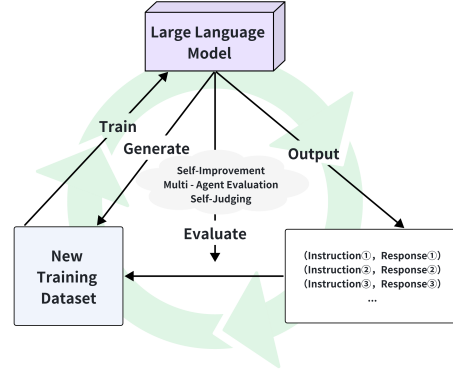 Large Language
Model
Train
Generate
Output
Self-Improvement
Multi - Agent Evaluation
Self-Judging
Evaluate
New
Training
Dataset
(Instruction①, Response①)
(Instruction②, Response②)
(Instruction③, Response③)
...